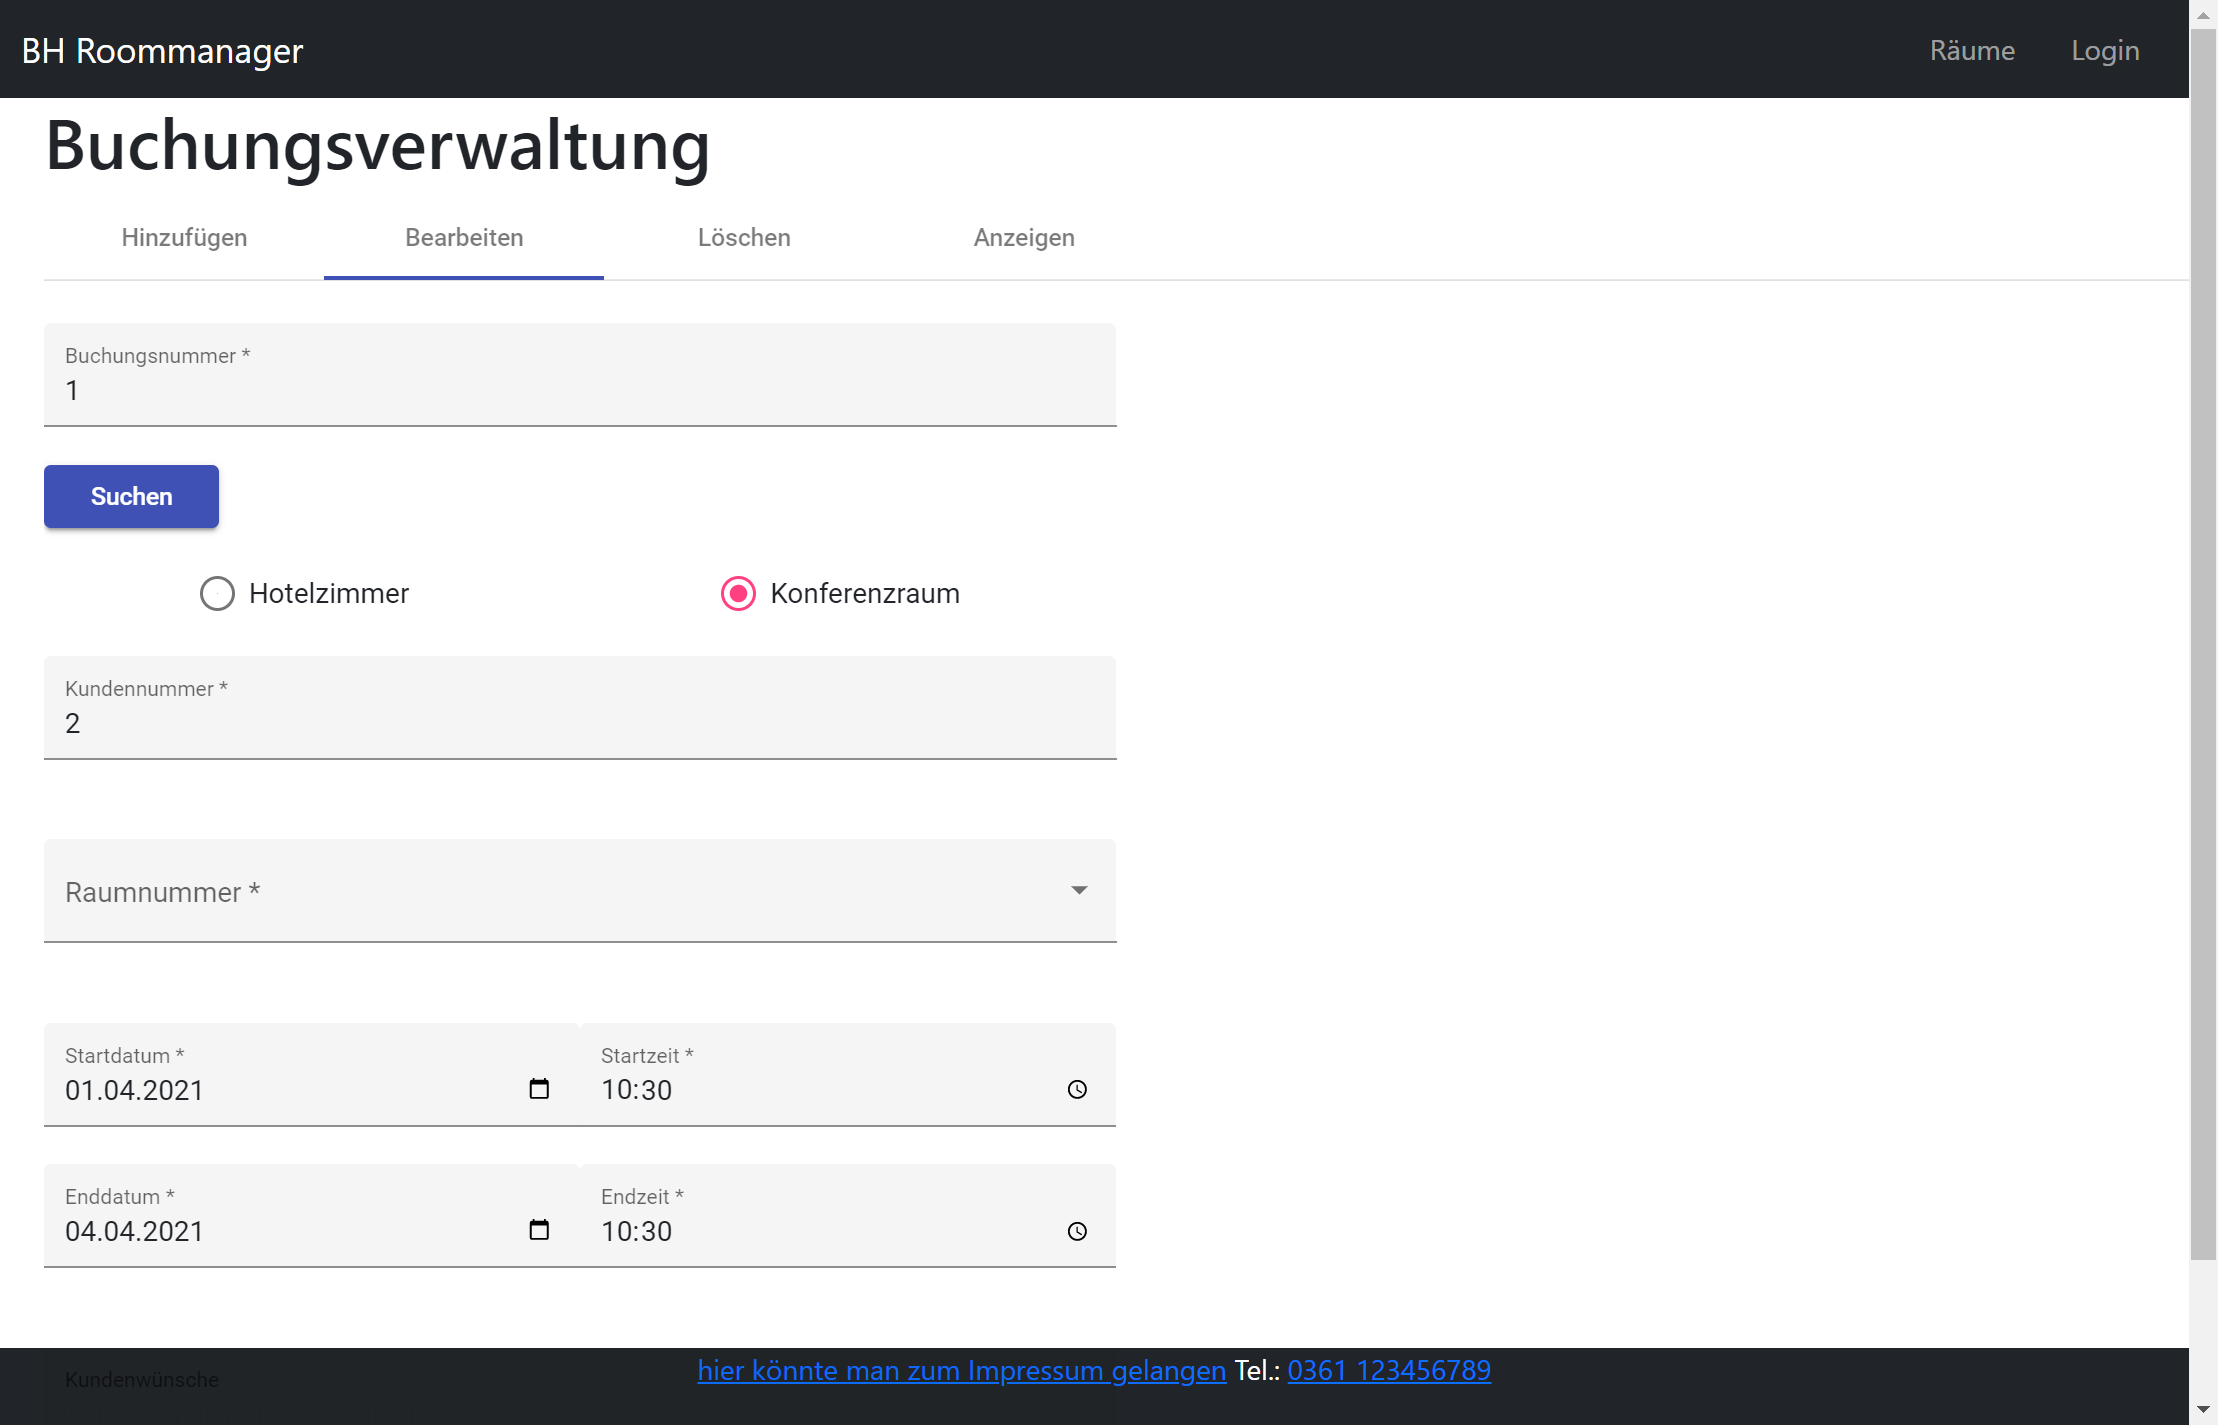 BH Roommanager
Räume Login
Buchungsverwaltung
Hinzufügen Bearbeiten Löschen Anzeigen
Buchungsnummer *
1
Suchen
Hotelzimmer Konferenzraum
Kundennummer *
2
Raumnummer *
Startdatum * Startzeit *
01.04.2021 10:30
Enddatum * Endzeit *
04.04.2021 10:30
hier könnte man zum Impressum gelangen Tel.: 0361 123456789
Kundenwünsche